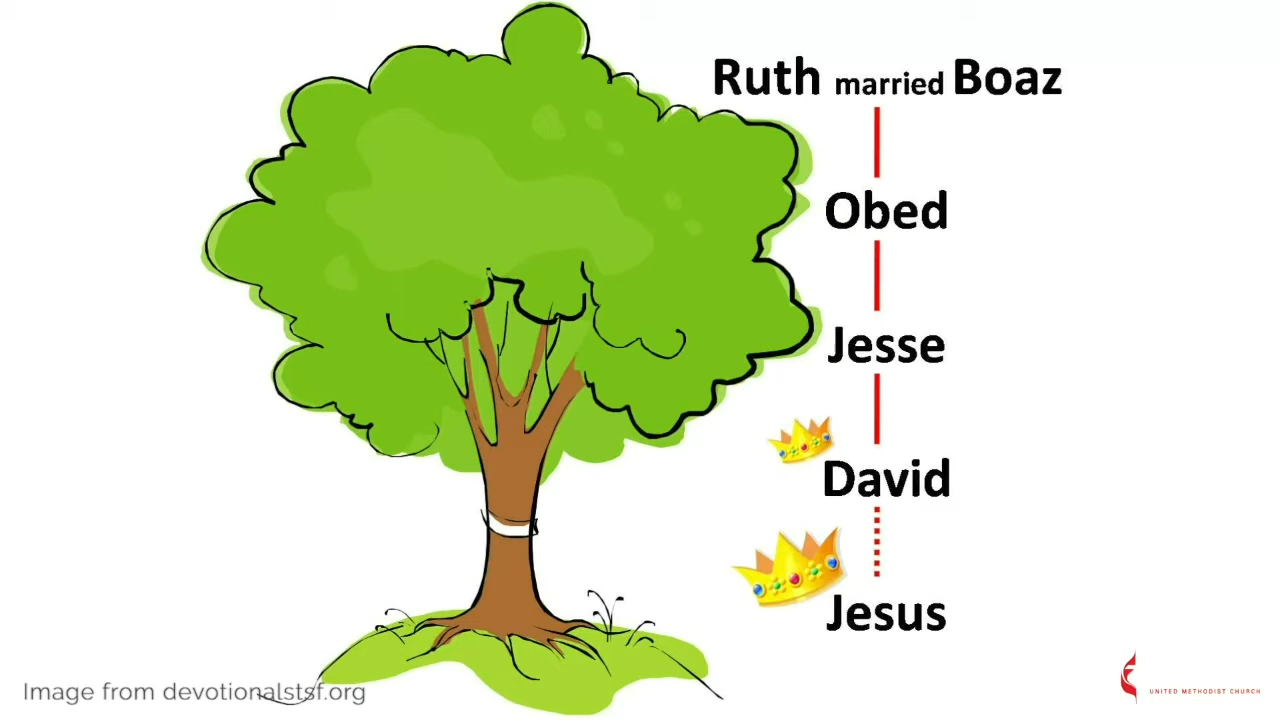 Ruth married Boaz
Obed
Jesse
David
Jesus
Image from devotionalstsf.org
UNITED METHODIST CHURCH